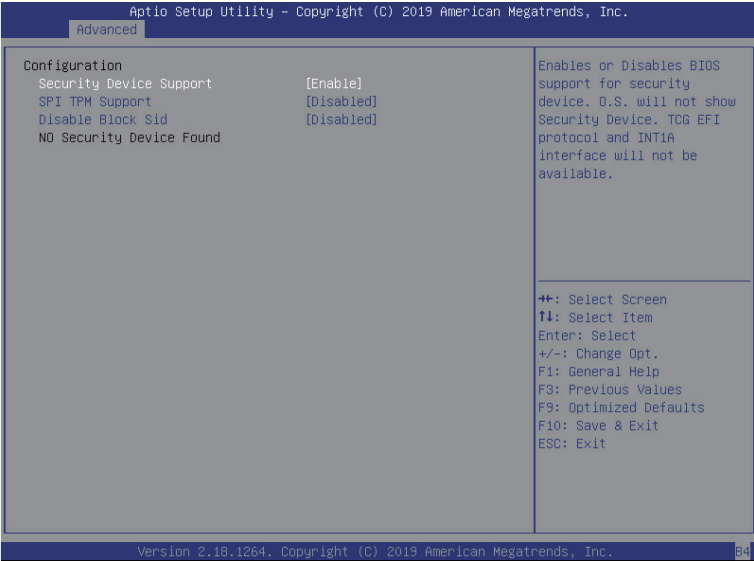 Aptio Setup Utility – Copyright (C) 2019 American Megatrends, Inc.
Advanced
Configuration
Security Device Support [Enable]
SPI TPM Support [Disabled]
Disable Block Sid [Disabled]
NO Security Device Found
Enables or Disables BIOS
support for security
device. O.S. will not show
Security Device. TCG EFI
protocol and INT1A
interface will not be
available.
→←: Select Screen
↑↓: Select Item
Enter: Select
+/-: Change Opt.
F1: General Help
F3: Previous Values
F9: Optimized Defaults
F10: Save & Exit
ESC: Exit
Version 2.18.1264. Copyright (C) 2019 American Megatrends, Inc.
B4